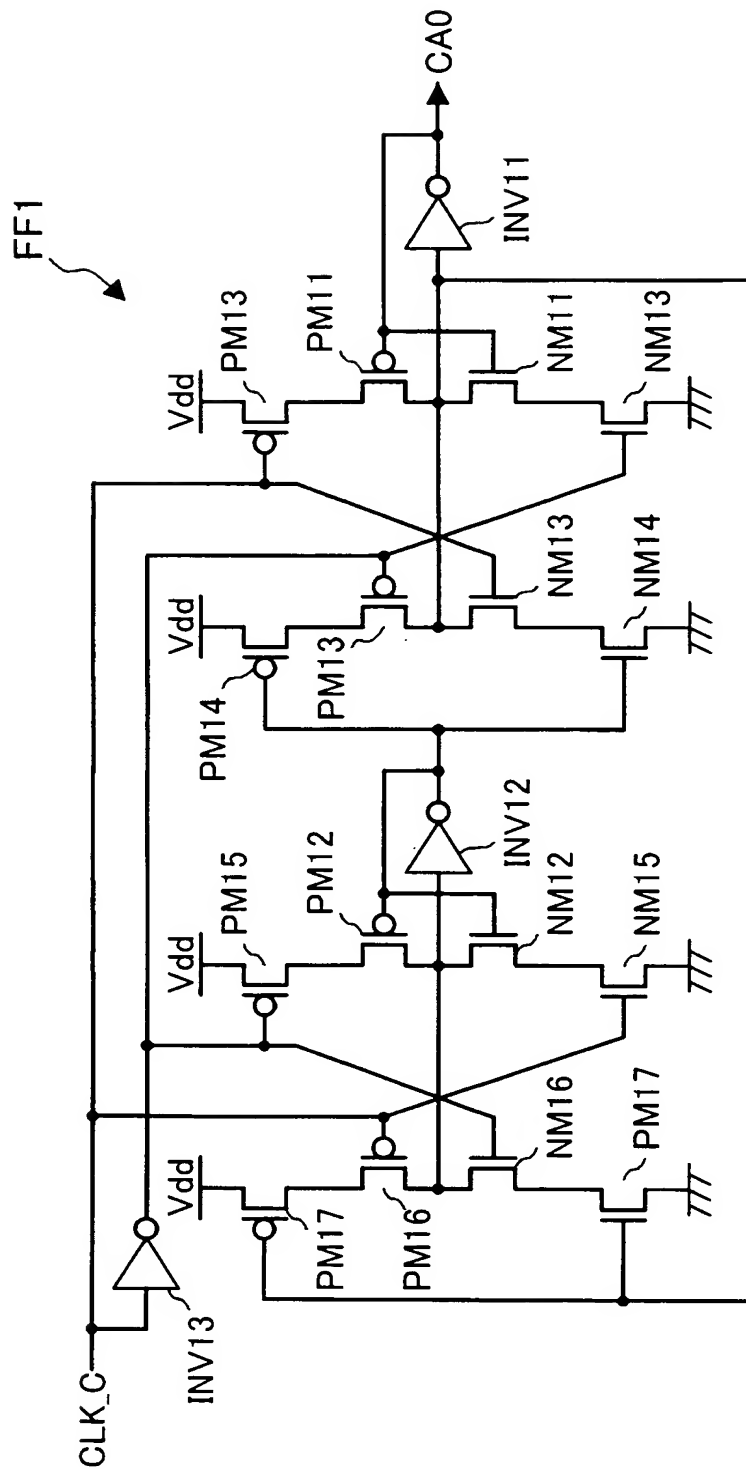 FF1
CLK_C
INV13
Vdd
Vdd
Vdd
Vdd
PM17
PM15
PM14
PM13
PM16
PM12
PM13
PM11
CA0
INV12
INV11
NM16
NM12
NM13
NM11
PM17
NM15
NM14
NM13